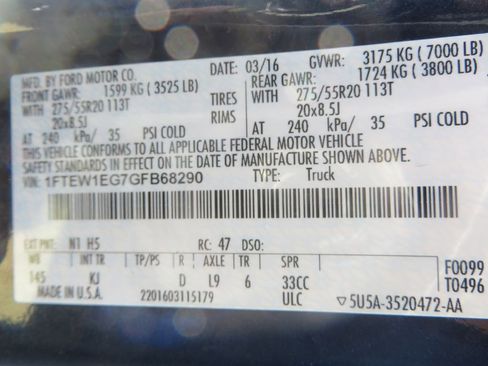 MFD. BY FORD MOTOR CO. DATE: 03/16 GVWR: 3175 KG (7000 LB)
FRONT GAWR: 1599 KG (3525 LB) REAR GAWR: 1724 KG (3800 LB)
WITH 275/55R20 113T TIRES WITH 275/55R20 113T
20x8.5J RIMS 20x8.5J
AT 240 kPa/ 35 PSI COLD AT 240 kPa/ 35 PSI COLD
THIS VEHICLE CONFORMS TO ALL APPLICABLE FEDERAL MOTOR VEHICLE
SAFETY STANDARDS IN EFFECT ON THE DATE OF MANUFACTURE SHOWN ABOVE.
VIN: 1FTEW1EG7GFB68290 TYPE: Truck
EXT PNT: N1 H5 RC: 47 DSO:
WB INT TR TP/PS R AXLE TR SPR F0099
145 KJ D L9 6 33CC T0496
MADE IN U.S.A. 2201603115179 ULC ▽5U5A-3520472-AA